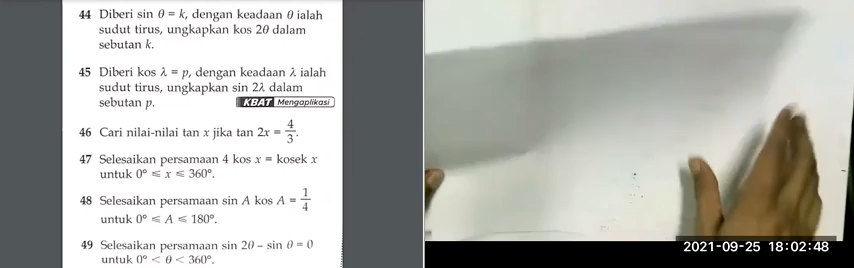 44 Diberi sin θ = k, dengan keadaan θ ialah
sudut tirus, ungkapkan kos 2θ dalam
sebutan k.
45 Diberi kos λ = p, dengan keadaan λ ialah
sudut tirus, ungkapkan sin 2λ dalam
sebutan p.
KBAT Mengaplikasi
46 Cari nilai-nilai tan x jika tan 2x = 4/3.
47 Selesaikan persamaan 4 kos x = kosek x
untuk 0° ⩽ x ⩽ 360°.
48 Selesaikan persamaan sin A kos A = 1/4
untuk 0° ⩽ A ⩽ 180°.
49 Selesaikan persamaan sin 2θ – sin θ = 0
untuk 0° < θ < 360°.
2021-09-25 18:02:48